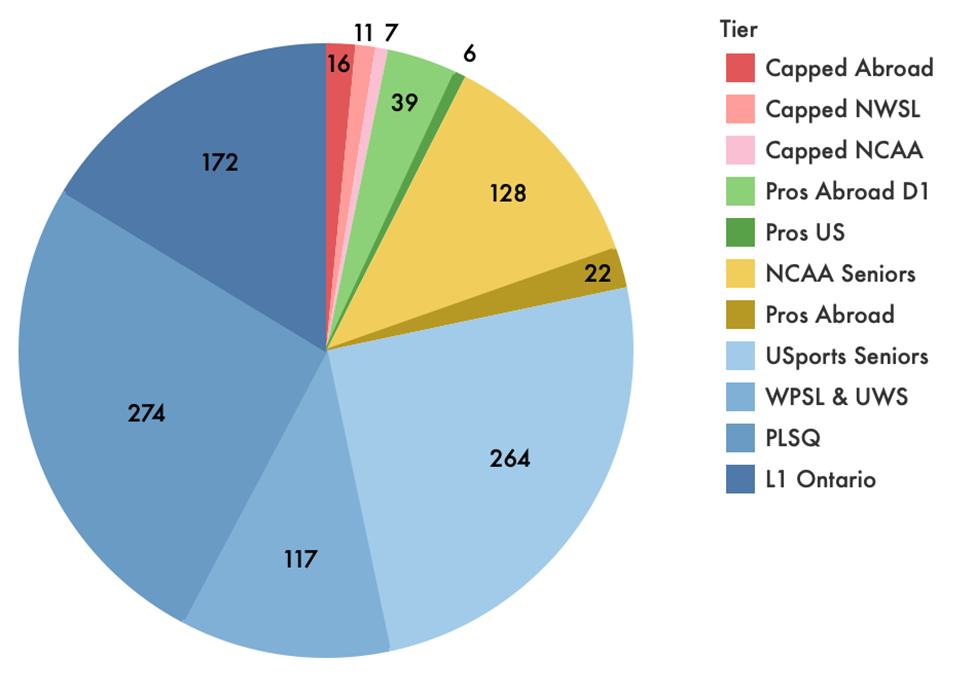 11 7
16
6
39
172
128
22
274
264
117
Tier
Capped Abroad
Capped NWSL
Capped NCAA
Pros Abroad D1
Pros US
NCAA Seniors
Pros Abroad
USports Seniors
WPSL & UWS
PLSQ
L1 Ontario